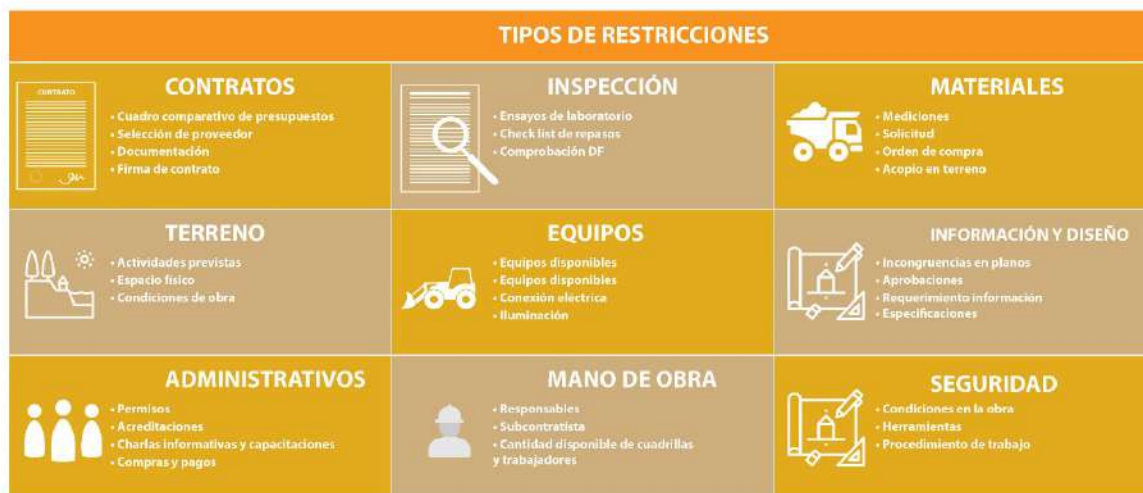 TIPOS DE RESTRICCIONES
CONTRATOS
CONTRATO
• Cuadro comparativo de presupuestos
• Selección de proveedor
• Documentación
• Firma de contrato
INSPECCIÓN
• Ensayos de laboratorio
• Check list de repasos
• Comprobación DF
MATERIALES
• Mediciones
• Solicitud
• Orden de compra
• Acopio en terreno
TERRENO
• Actividades previstas
• Espacio físico
• Condiciones de obra
EQUIPOS
• Equipos disponibles
• Equipos disponibles
• Conexión eléctrica
• Iluminación
INFORMACIÓN Y DISEÑO
• Incongruencias en planos
• Aprobaciones
• Requerimiento información
• Especificaciones
ADMINISTRATIVOS
• Permisos
• Acreditaciones
• Charlas informativas y capacitaciones
• Compras y pagos
MANO DE OBRA
• Responsables
• Subcontratista
• Cantidad disponible de cuadrillas
y trabajadores
SEGURIDAD
• Condiciones en la obra
• Herramientas
• Procedimiento de trabajo